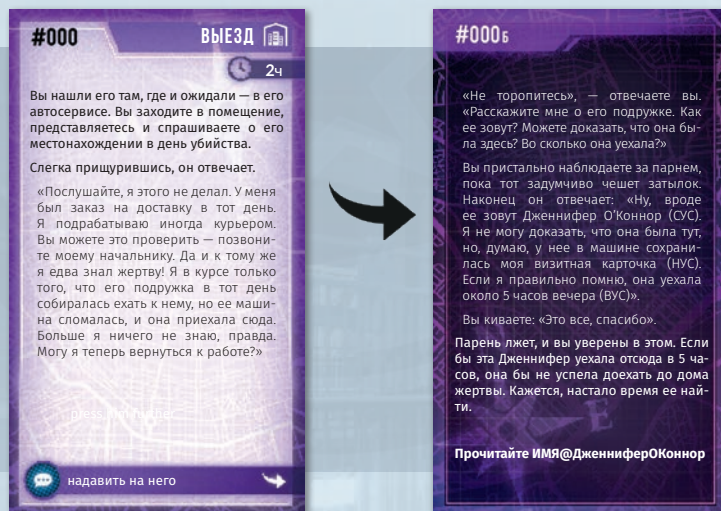 #000
ВЫЕЗД
2ч
Вы нашли его там, где и ожидали — в его
автосервисе. Вы заходите в помещение,
представляетесь и спрашиваете о его
местонахождении в день убийства.
Слегка прищурившись, он отвечает.
«Послушайте, я этого не делал. У меня
был заказ на доставку в тот день.
Я подрабатываю иногда курьером.
Вы можете это проверить — позвони-
те моему начальнику. Да и к тому же
я едва знал жертву! Я в курсе только
того, что его подружка в тот день
собиралась ехать к нему, но ее маши-
на сломалась, и она приехала сюда.
Больше я ничего не знаю, правда.
Могу я теперь вернуться к работе?»
press him further
надавить на него
#000Б
«Не торопитесь», — отвечаете вы.
«Расскажите мне о его подружке. Как
ее зовут? Можете доказать, что она бы-
ла здесь? Во сколько она уехала?»
Вы пристально наблюдаете за парнем,
пока тот задумчиво чешет затылок.
Наконец он отвечает: «Ну, вроде
ее зовут Дженнифер О'Коннор (СУС).
Я не могу доказать, что она была тут,
но, думаю, у нее в машине сохрани-
лась моя визитная карточка (НУС).
Если я правильно помню, она уехала
около 5 часов вечера (ВУС)».
Вы киваете: «Это все, спасибо».
Парень лжет, и вы уверены в этом. Если
бы эта Дженнифер уехала отсюда в 5 ча-
сов, она бы не успела доехать до дома
жертвы. Кажется, настало время ее най-
ти.
E
Прочитайте ИМЯ@ДженниферОКоннор